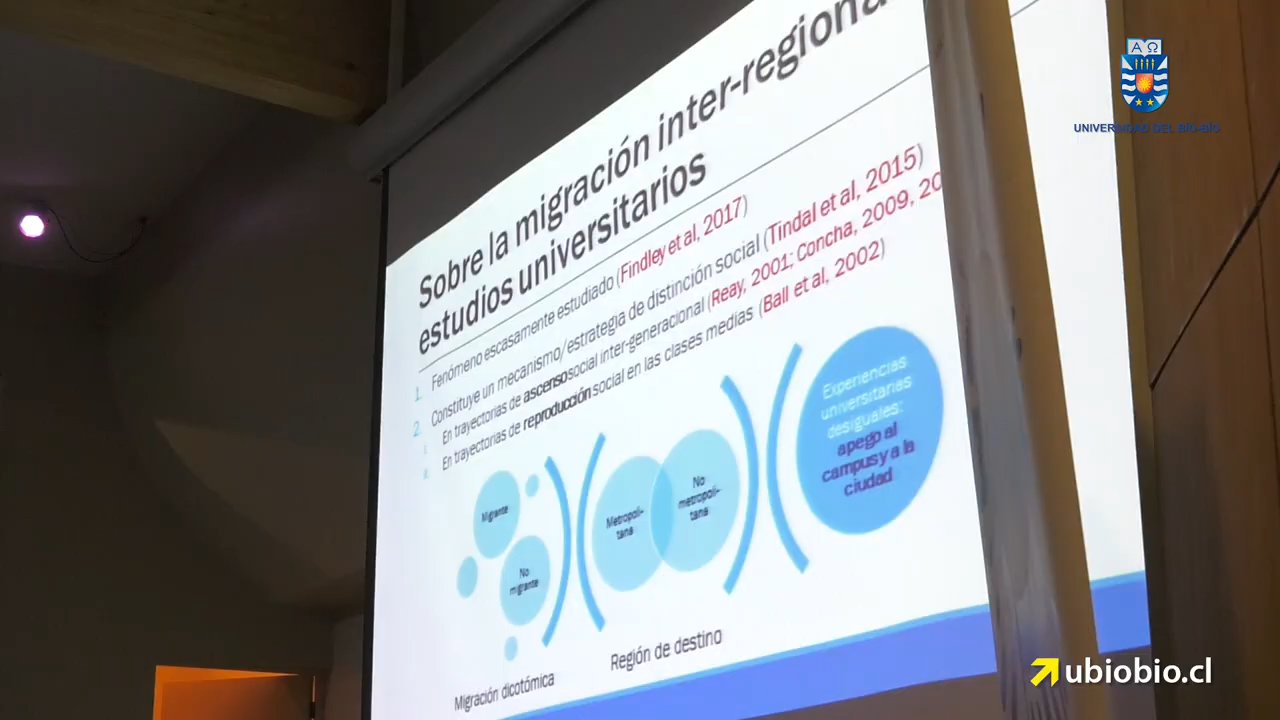 Sobre la migración inter-regiona
estudios universitarios
1. Fenómeno escasamente estudiado (Findley et al, 2017)
2. Constituye un mecanismo/estrategia de distinción social (Tindal et al, 2015)
En trayectorias de ascenso social inter-generacional (Reay, 2001; Concha, 2009, 20
En trayectorias de reproducción social en las clases medias (Ball et al, 2002)
Migrante
No
migrante
Metropoli-
tana
No
metropoli-
tana
Experiencias
universitarias
desiguales:
apego al
campus y a la
ciudad
Migración dicotómica
Región de destino
ΑΩ
UNIVERSIDAD DEL BÍO-BÍO
ubiobio.cl